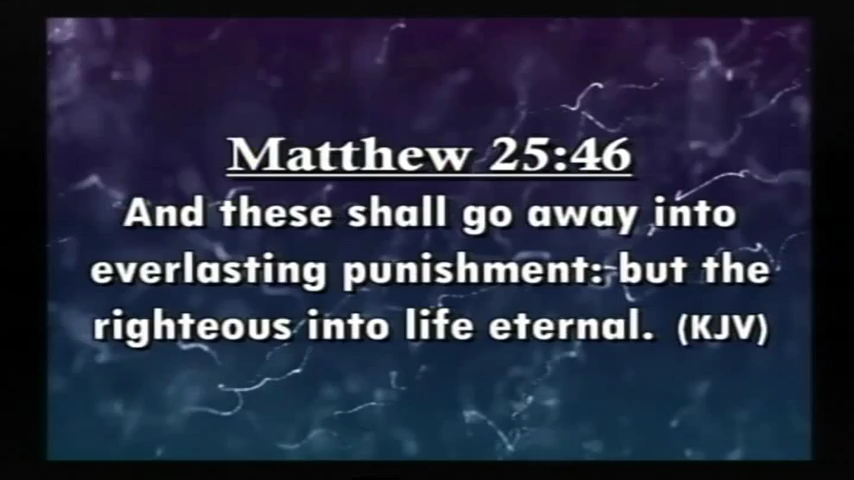 Matthew 25:46
And these shall go away into
everlasting punishment: but the
righteous into life eternal. (KJV)